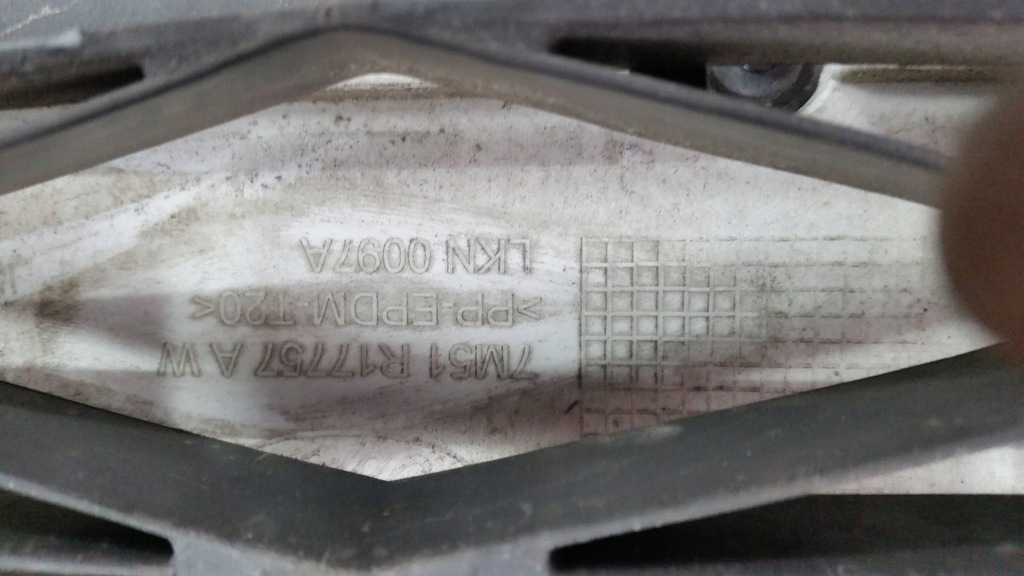 7M51 R17757 A W
>PP-EPDM-T20<
LKN 0097A